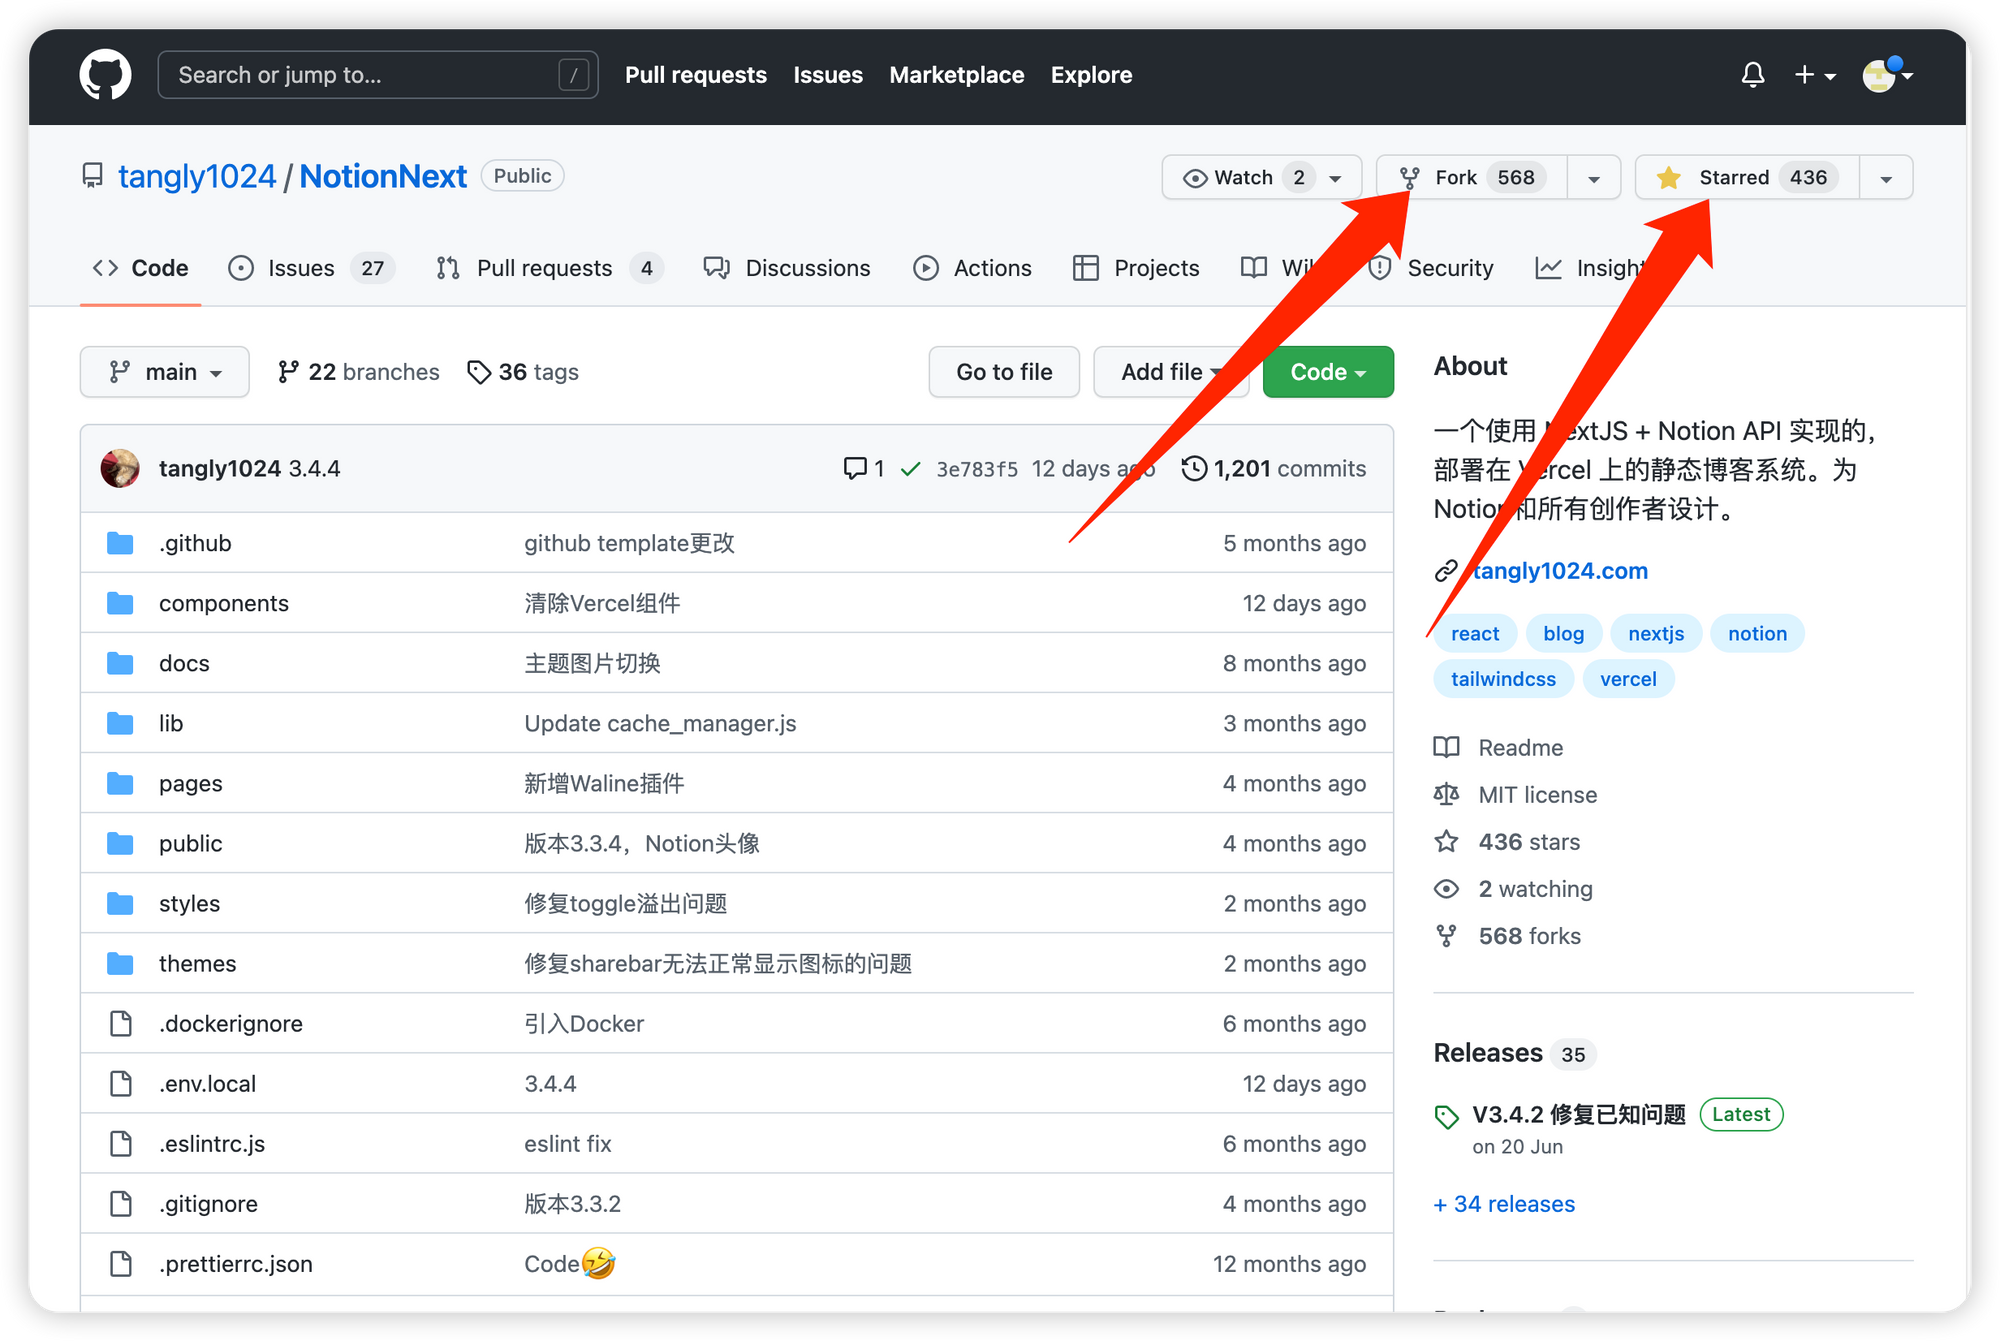 Search or jump to... /
Pull requests Issues Marketplace Explore
tangly1024 / NotionNext Public
Watch 2 Fork 568 Starred 436
Code Issues 27 Pull requests 4 Discussions Actions Projects Security
main 22 branches 36 tags
Go to file Add file Code
tangly1024 3.4.4 1 3e783f5 12 days ago 1,201 commits
.github github template更改 5 months ago
components 清除Vercel组件 12 days ago
docs 主题图片切换 8 months ago
lib Update cache_manager.js 3 months ago
pages 新增Waline插件 4 months ago
public 版本3.3.4，Notion头像 4 months ago
styles 修复toggle溢出问题 2 months ago
themes 修复sharebar无法正常显示图标的问题 2 months ago
.dockerignore 引入Docker 6 months ago
.env.local 3.4.4 12 days ago
.eslintrc.js eslint fix 6 months ago
.gitignore 版本3.3.2 4 months ago
.prettierrc.json Code🤣 12 months ago
About
一个使用 NextJS + Notion API 实现的，
部署在 Vercel 上的静态博客系统。为
Notion和所有创作者设计。
tangly1024.com
react blog nextjs notion
tailwindcss vercel
Readme
MIT license
436 stars
2 watching
568 forks
Releases 35
V3.4.2 修复已知问题 Latest
on 20 Jun
+ 34 releases